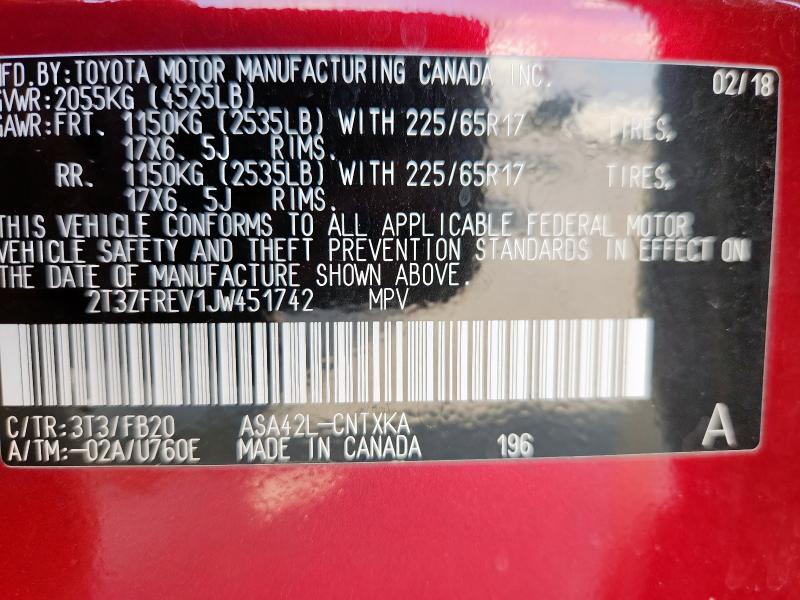 MFD. BY: TOYOTA MOTOR MANUFACTURING CANADA INC. 02/18
GVWR: 2055KG (4525LB)
GAWR: FRT. 1150KG (2535LB) WITH 225/65R17 TIRES,
17X6.5J RIMS.
RR. 1150KG (2535LB) WITH 225/65R17 TIRES,
17X6.5J RIMS.
THIS VEHICLE CONFORMS TO ALL APPLICABLE FEDERAL MOTOR
VEHICLE SAFETY AND THEFT PREVENTION STANDARDS IN EFFECT ON
THE DATE OF MANUFACTURE SHOWN ABOVE.
2T3ZFREV1JW451742 MPV
C/TR: 3T3/FB20 ASA42L-CNTXKA
A/TM: -02A/U760E MADE IN CANADA 196 A